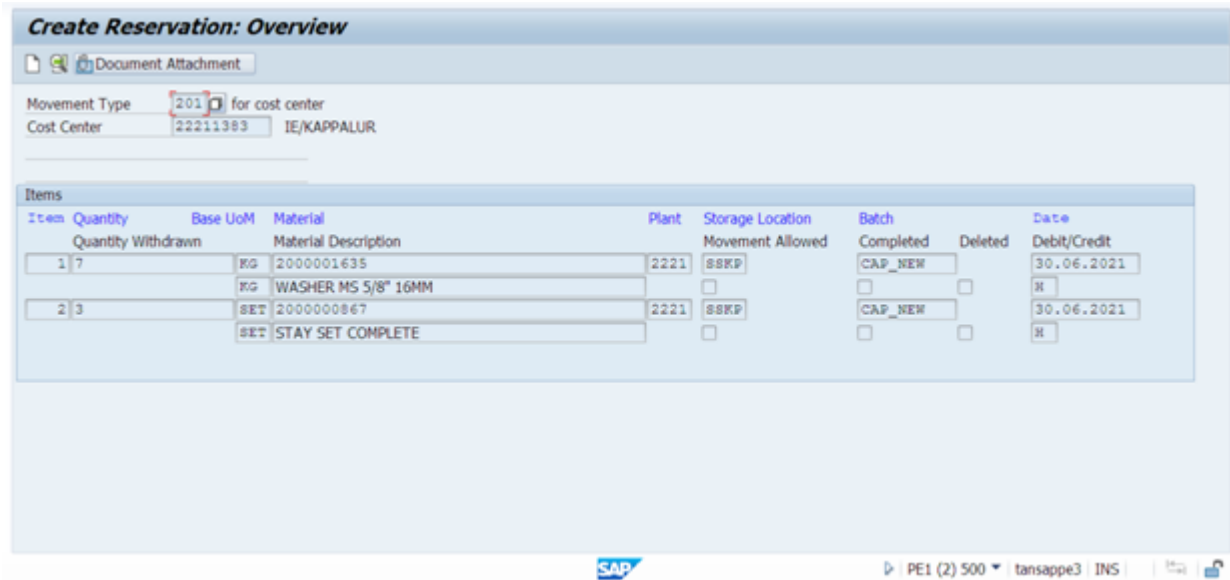 Create Reservation: Overview
Document Attachment
Movement Type 201 for cost center
Cost Center 22211383 IE/KAPPALUR
Items
Item Quantity Base UoM Material Plant Storage Location Batch Date
Quantity Withdrawn Material Description Movement Allowed Completed Deleted Debit/Credit
1 7 KG 2000001635 2221 SSKP CAP_NEW 30.06.2021
KG WASHER MS 5/8" 16MM H
2 3 SET 2000000867 2221 SSKP CAP_NEW 30.06.2021
SET STAY SET COMPLETE H
SAP PE1 (2) 500 tansappe3 INS